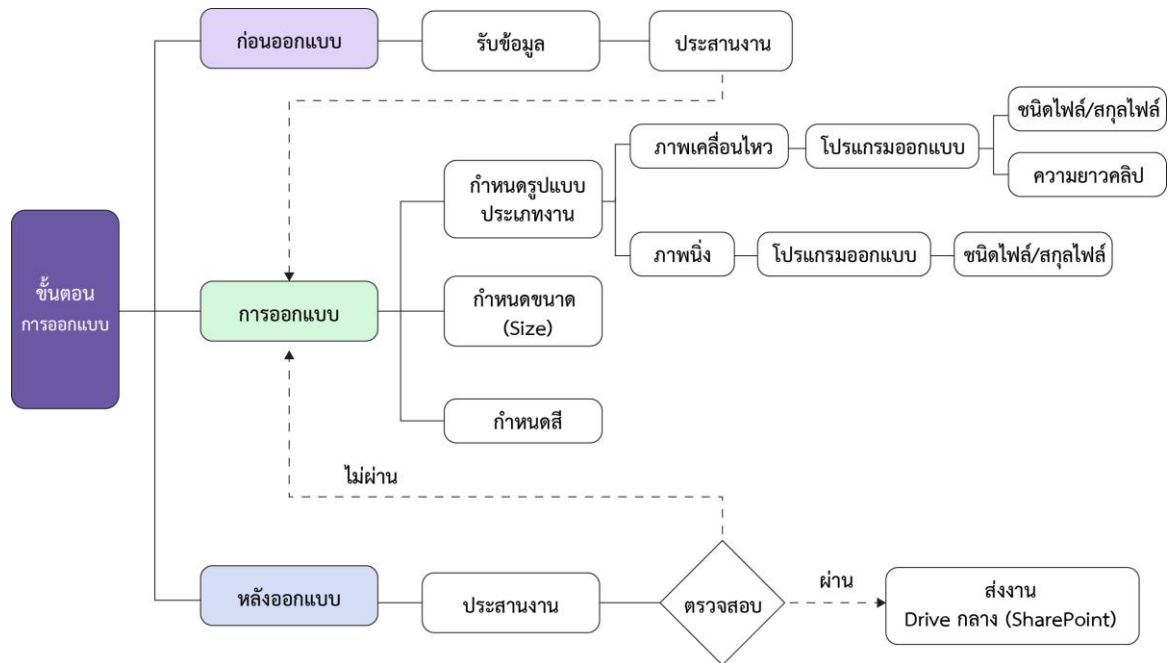 ก่อนออกแบบ
รับข้อมูล
ประสานงาน
ภาพเคลื่อนไหว
โปรแกรมออกแบบ
ชนิดไฟล์/สกุลไฟล์
ความยาวคลิป
กำหนดรูปแบบ
ประเภทงาน
ภาพนิ่ง
โปรแกรมออกแบบ
ชนิดไฟล์/สกุลไฟล์
ขั้นตอน
การออกแบบ
การออกแบบ
กำหนดขนาด
(Size)
กำหนดสี
ไม่ผ่าน
หลังออกแบบ
ประสานงาน
ตรวจสอบ
ผ่าน
ส่งงาน
Drive กลาง (SharePoint)